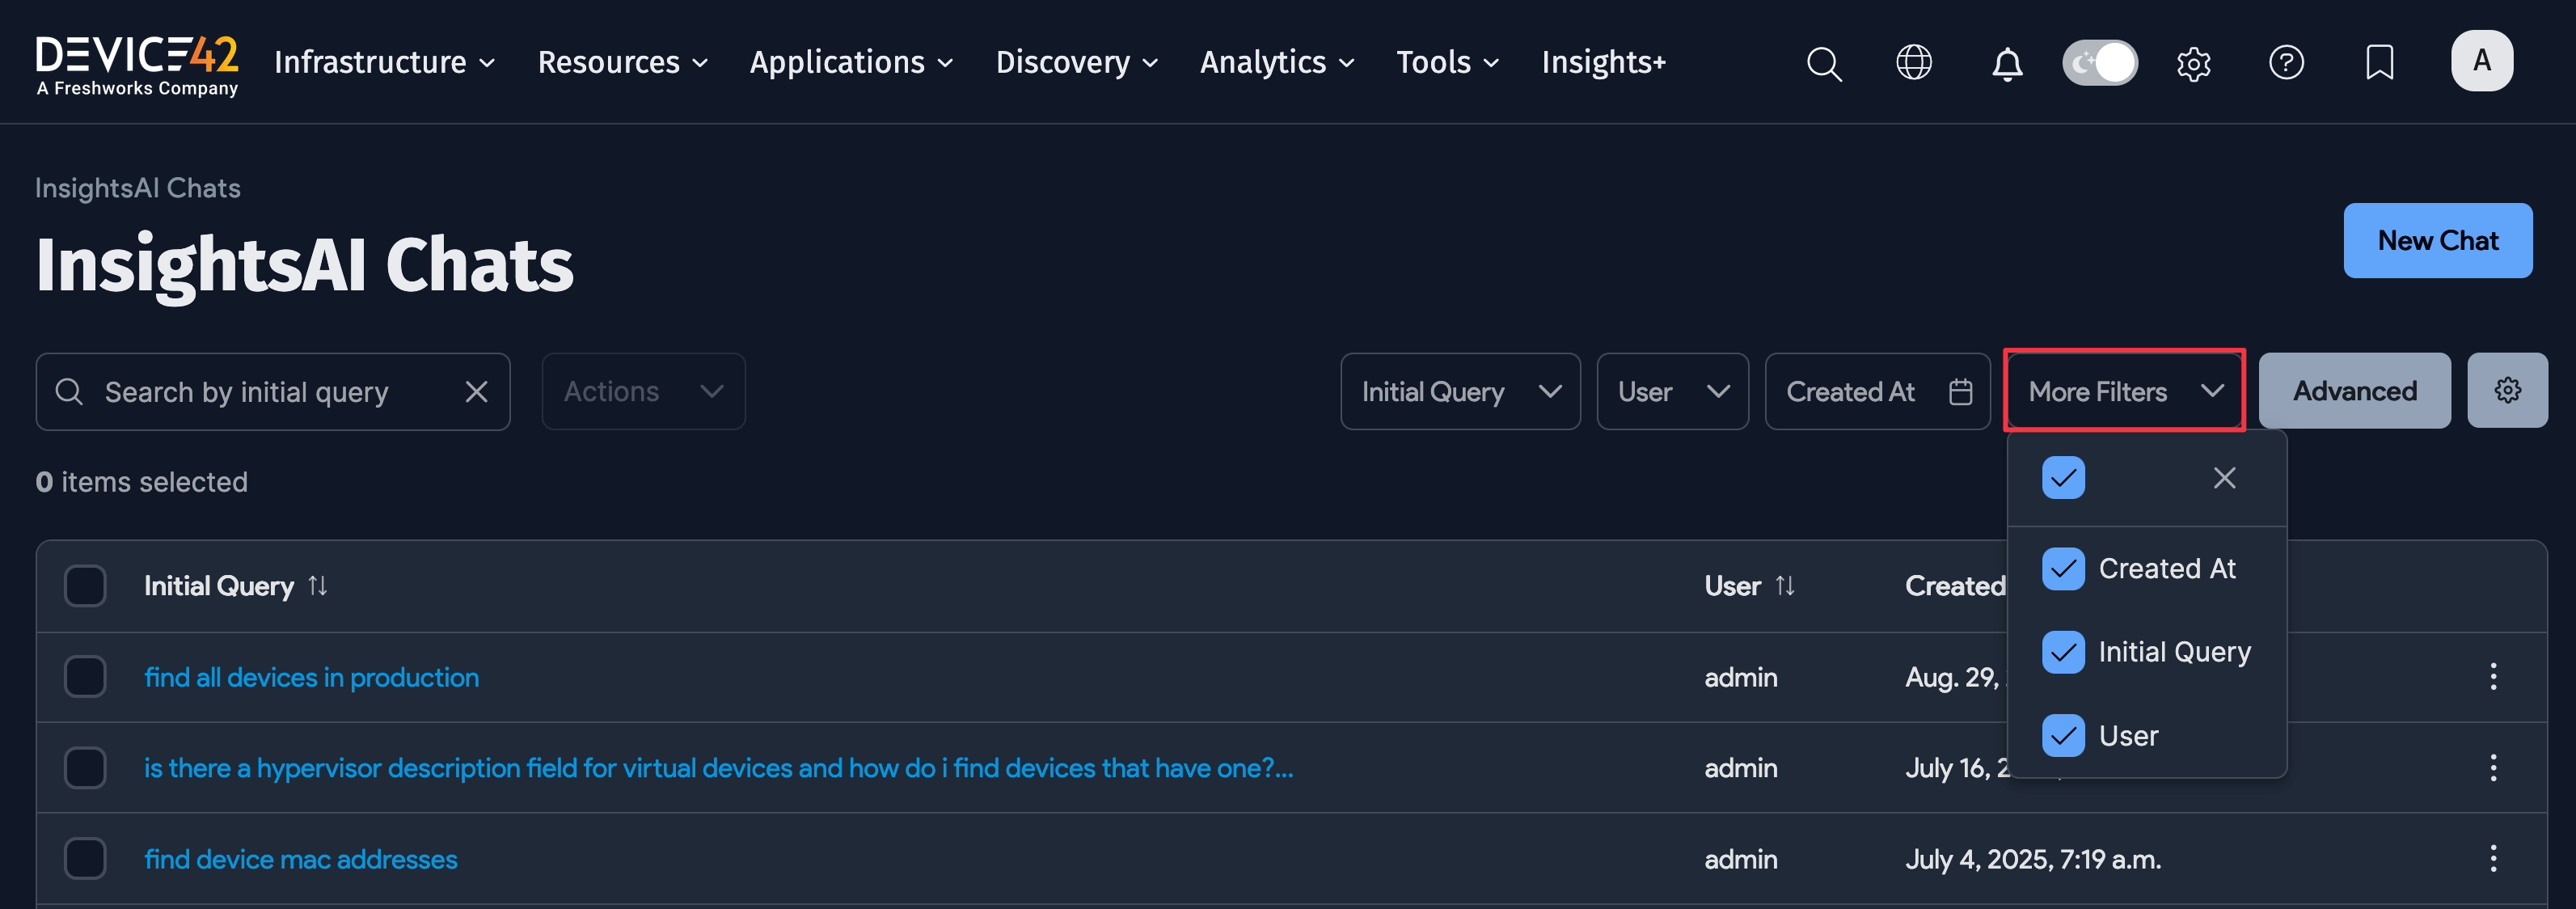 DEVICE42
A Freshworks Company
Infrastructure Resources Applications Discovery Analytics Tools Insights+
A
InsightsAI Chats
InsightsAI Chats
New Chat
Search by initial query
Actions
Initial Query
User
Created At
More Filters
Advanced
0 items selected
Created At
Initial Query
User
Initial Query User Created
find all devices in production admin Aug. 29,
is there a hypervisor description field for virtual devices and how do i find devices that have one?... admin July 16,
find device mac addresses admin July 4, 2025, 7:19 a.m.